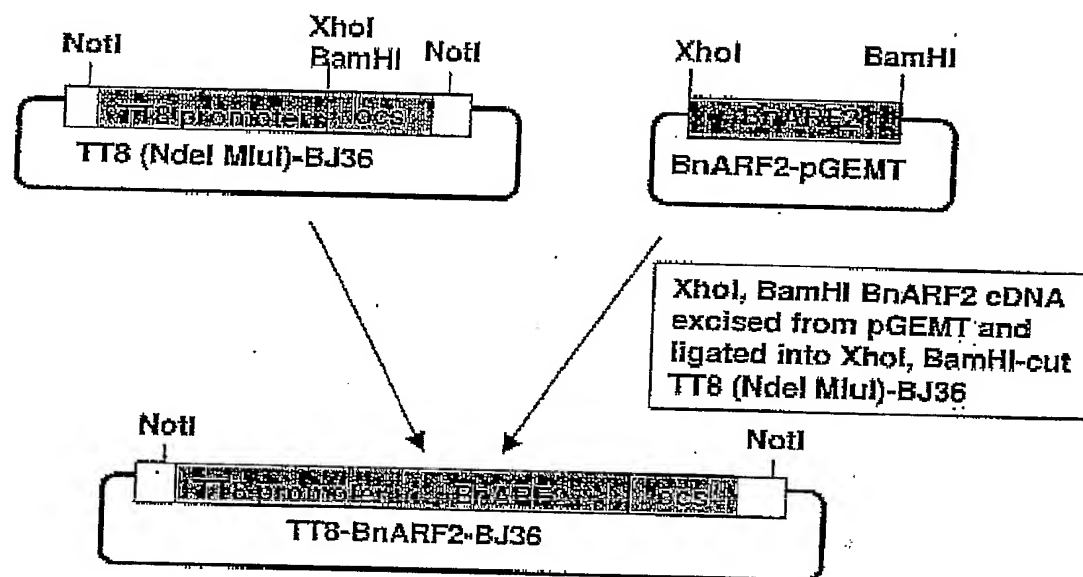 NotI
XhoI
BamHI
NotI
TT8 promoter
ocs
TT8 (NdeI MluI)-BJ36
XhoI
BamHI
BnARF2
BnARF2-pGEMT
XhoI, BamHI BnARF2 cDNA
excised from pGEMT and
ligated into XhoI, BamHI-cut
TT8 (NdeI MluI)-BJ36
NotI
NotI
TT8 promoter
BnARF2
ocs
TT8-BnARF2-BJ36